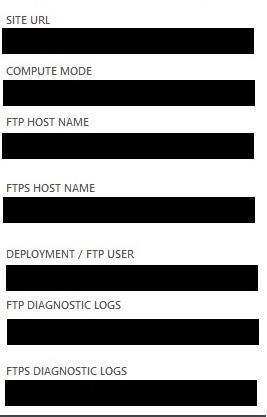 SITE URL
COMPUTE MODE
FTP HOST NAME
FTPS HOST NAME
DEPLOYMENT / FTP USER
FTP DIAGNOSTIC LOGS
FTPS DIAGNOSTIC LOGS